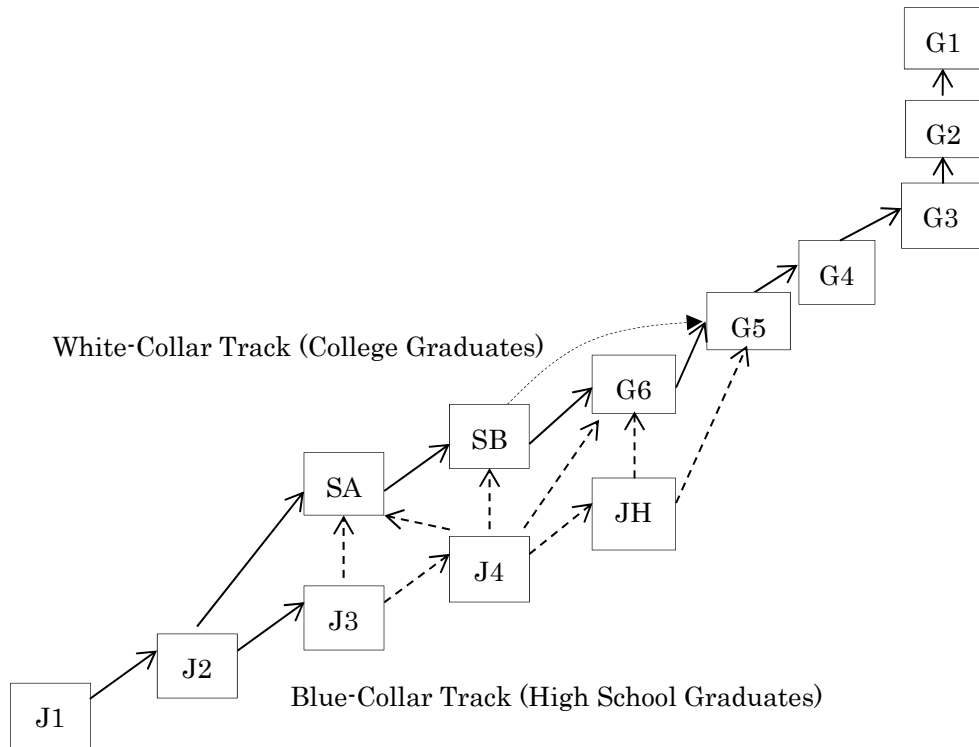 G1
G2
G3
G4
G5
White-Collar Track (College Graduates)
G6
SB
SA
JH
J4
J3
J2
Blue-Collar Track (High School Graduates)
J1